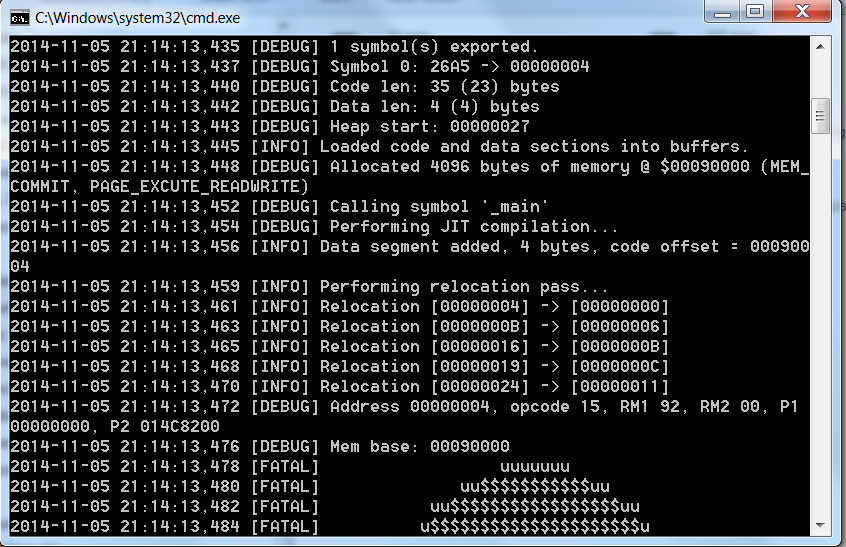 C:\Windows\system32\cmd.exe
2014-11-05 21:14:13,435 [DEBUG] 1 symbol(s) exported.
2014-11-05 21:14:13,437 [DEBUG] Symbol 0: 26A5 -> 00000004
2014-11-05 21:14:13,440 [DEBUG] Code len: 35 (23) bytes
2014-11-05 21:14:13,442 [DEBUG] Data len: 4 (4) bytes
2014-11-05 21:14:13,443 [DEBUG] Heap start: 00000027
2014-11-05 21:14:13,445 [INFO] Loaded code and data sections into buffers.
2014-11-05 21:14:13,448 [DEBUG] Allocated 4096 bytes of memory @ $00090000 (MEM_
COMMIT, PAGE_EXCUTE_READWRITE)
2014-11-05 21:14:13,452 [DEBUG] Calling symbol '_main'
2014-11-05 21:14:13,454 [DEBUG] Performing JIT compilation...
2014-11-05 21:14:13,456 [INFO] Data segment added, 4 bytes, code offset = 000900
04
2014-11-05 21:14:13,459 [INFO] Performing relocation pass...
2014-11-05 21:14:13,461 [INFO] Relocation [00000004] -> [00000000]
2014-11-05 21:14:13,463 [INFO] Relocation [0000000B] -> [00000006]
2014-11-05 21:14:13,465 [INFO] Relocation [00000016] -> [0000000B]
2014-11-05 21:14:13,468 [INFO] Relocation [00000019] -> [0000000C]
2014-11-05 21:14:13,470 [INFO] Relocation [00000024] -> [00000011]
2014-11-05 21:14:13,472 [DEBUG] Address 00000004, opcode 15, RM1 92, RM2 00, P1
00000000, P2 014C8200
2014-11-05 21:14:13,476 [DEBUG] Mem base: 00090000
2014-11-05 21:14:13,478 [FATAL]                  uuuuuuu
2014-11-05 21:14:13,480 [FATAL]              uu$$$$$$$$$$$uu
2014-11-05 21:14:13,482 [FATAL]           uu$$$$$$$$$$$$$$$$$uu
2014-11-05 21:14:13,484 [FATAL]          u$$$$$$$$$$$$$$$$$$$$$u